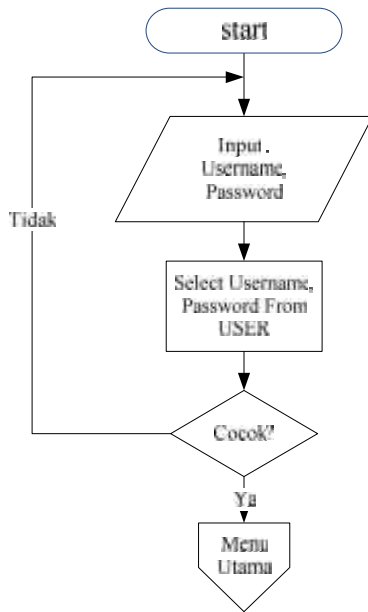 start
Input
Username,
Password
Tidak
Select Username,
Password From
USER
Cocok?
Ya
Menu
Utama